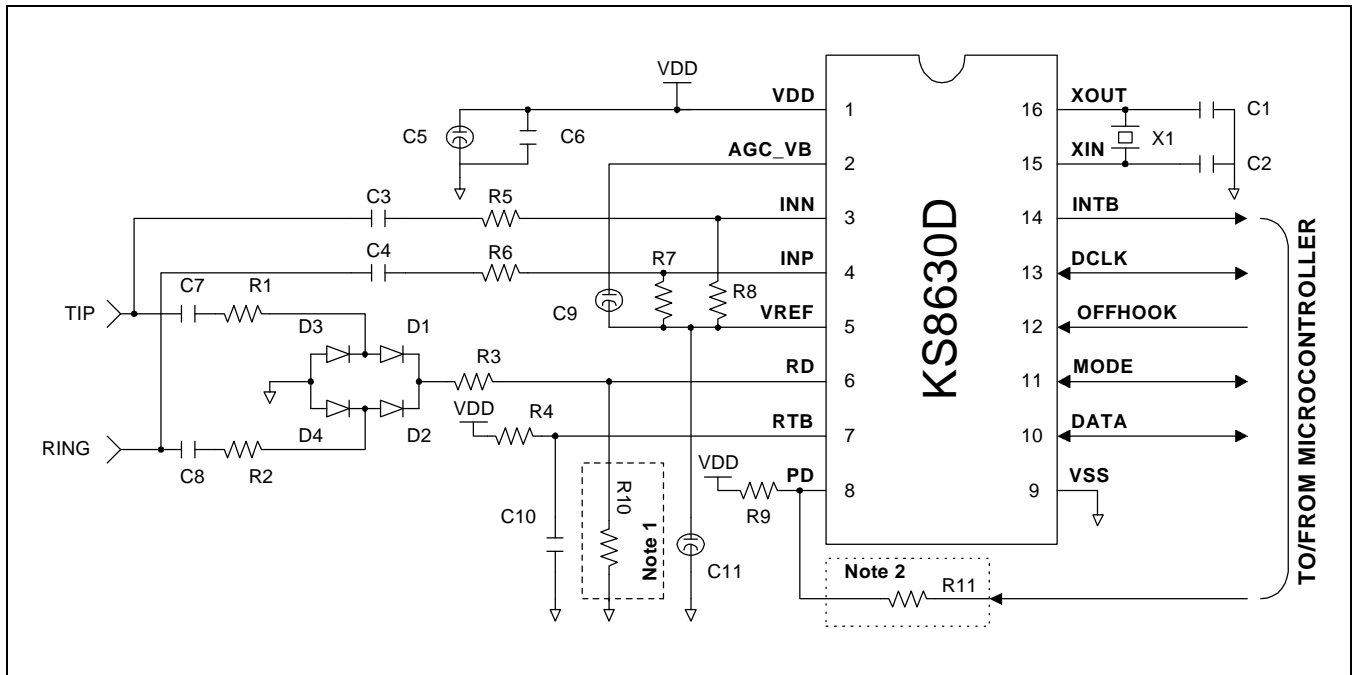 VDD
VDD
1
16
XOUT
C1
C5
C6
X1
AGC_VB
2
15
XIN
C2
C3
R5
INN
3
14
INTB
C4
R6
INP
R7
4
13
DCLK
C7
R1
R8
TIP
D3
D1
C9
VREF
5
12
OFFHOOK
R3
RD
6
11
MODE
VDD
R4
RTB
7
10
DATA
RING
D4
D2
C8
R2
VDD
PD
8
9
VSS
R9
C10
R10
Note 1
C11
Note 2
R11
KS8630D
TO/FROM MICROCONTROLLER